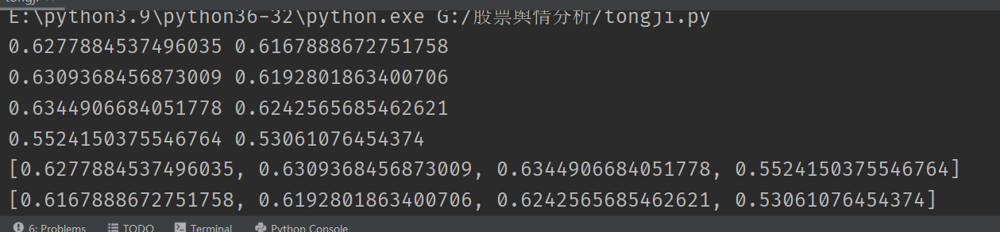 tongji
E:\python3.9\python36-32\python.exe G:/股票舆情分析/tongji.py
0.6277884537496035 0.6167888672751758
0.6309368456873009 0.6192801863400706
0.6344906684051778 0.6242565685462621
0.5524150375546764 0.53061076454374
[0.6277884537496035, 0.6309368456873009, 0.6344906684051778, 0.5524150375546764]
[0.6167888672751758, 0.6192801863400706, 0.6242565685462621, 0.53061076454374]
6: Problems TODO Terminal Python Console